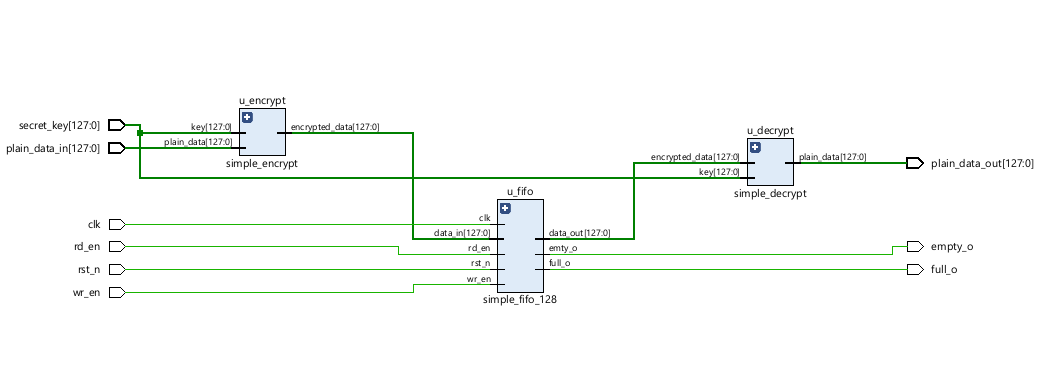 u_encrypt
secret_key[127:0]
key[127:0]
encrypted_data[127:0]
plain_data_in[127:0]
plain_data[127:0]
simple_encrypt
u_decrypt
encrypted_data[127:0]
plain_data[127:0]
plain_data_out[127:0]
key[127:0]
simple_decrypt
u_fifo
clk
clk
data_in[127:0]
data_out[127:0]
rd_en
rd_en
emty_o
empty_o
rst_n
rst_n
full_o
full_o
wr_en
wr_en
simple_fifo_128